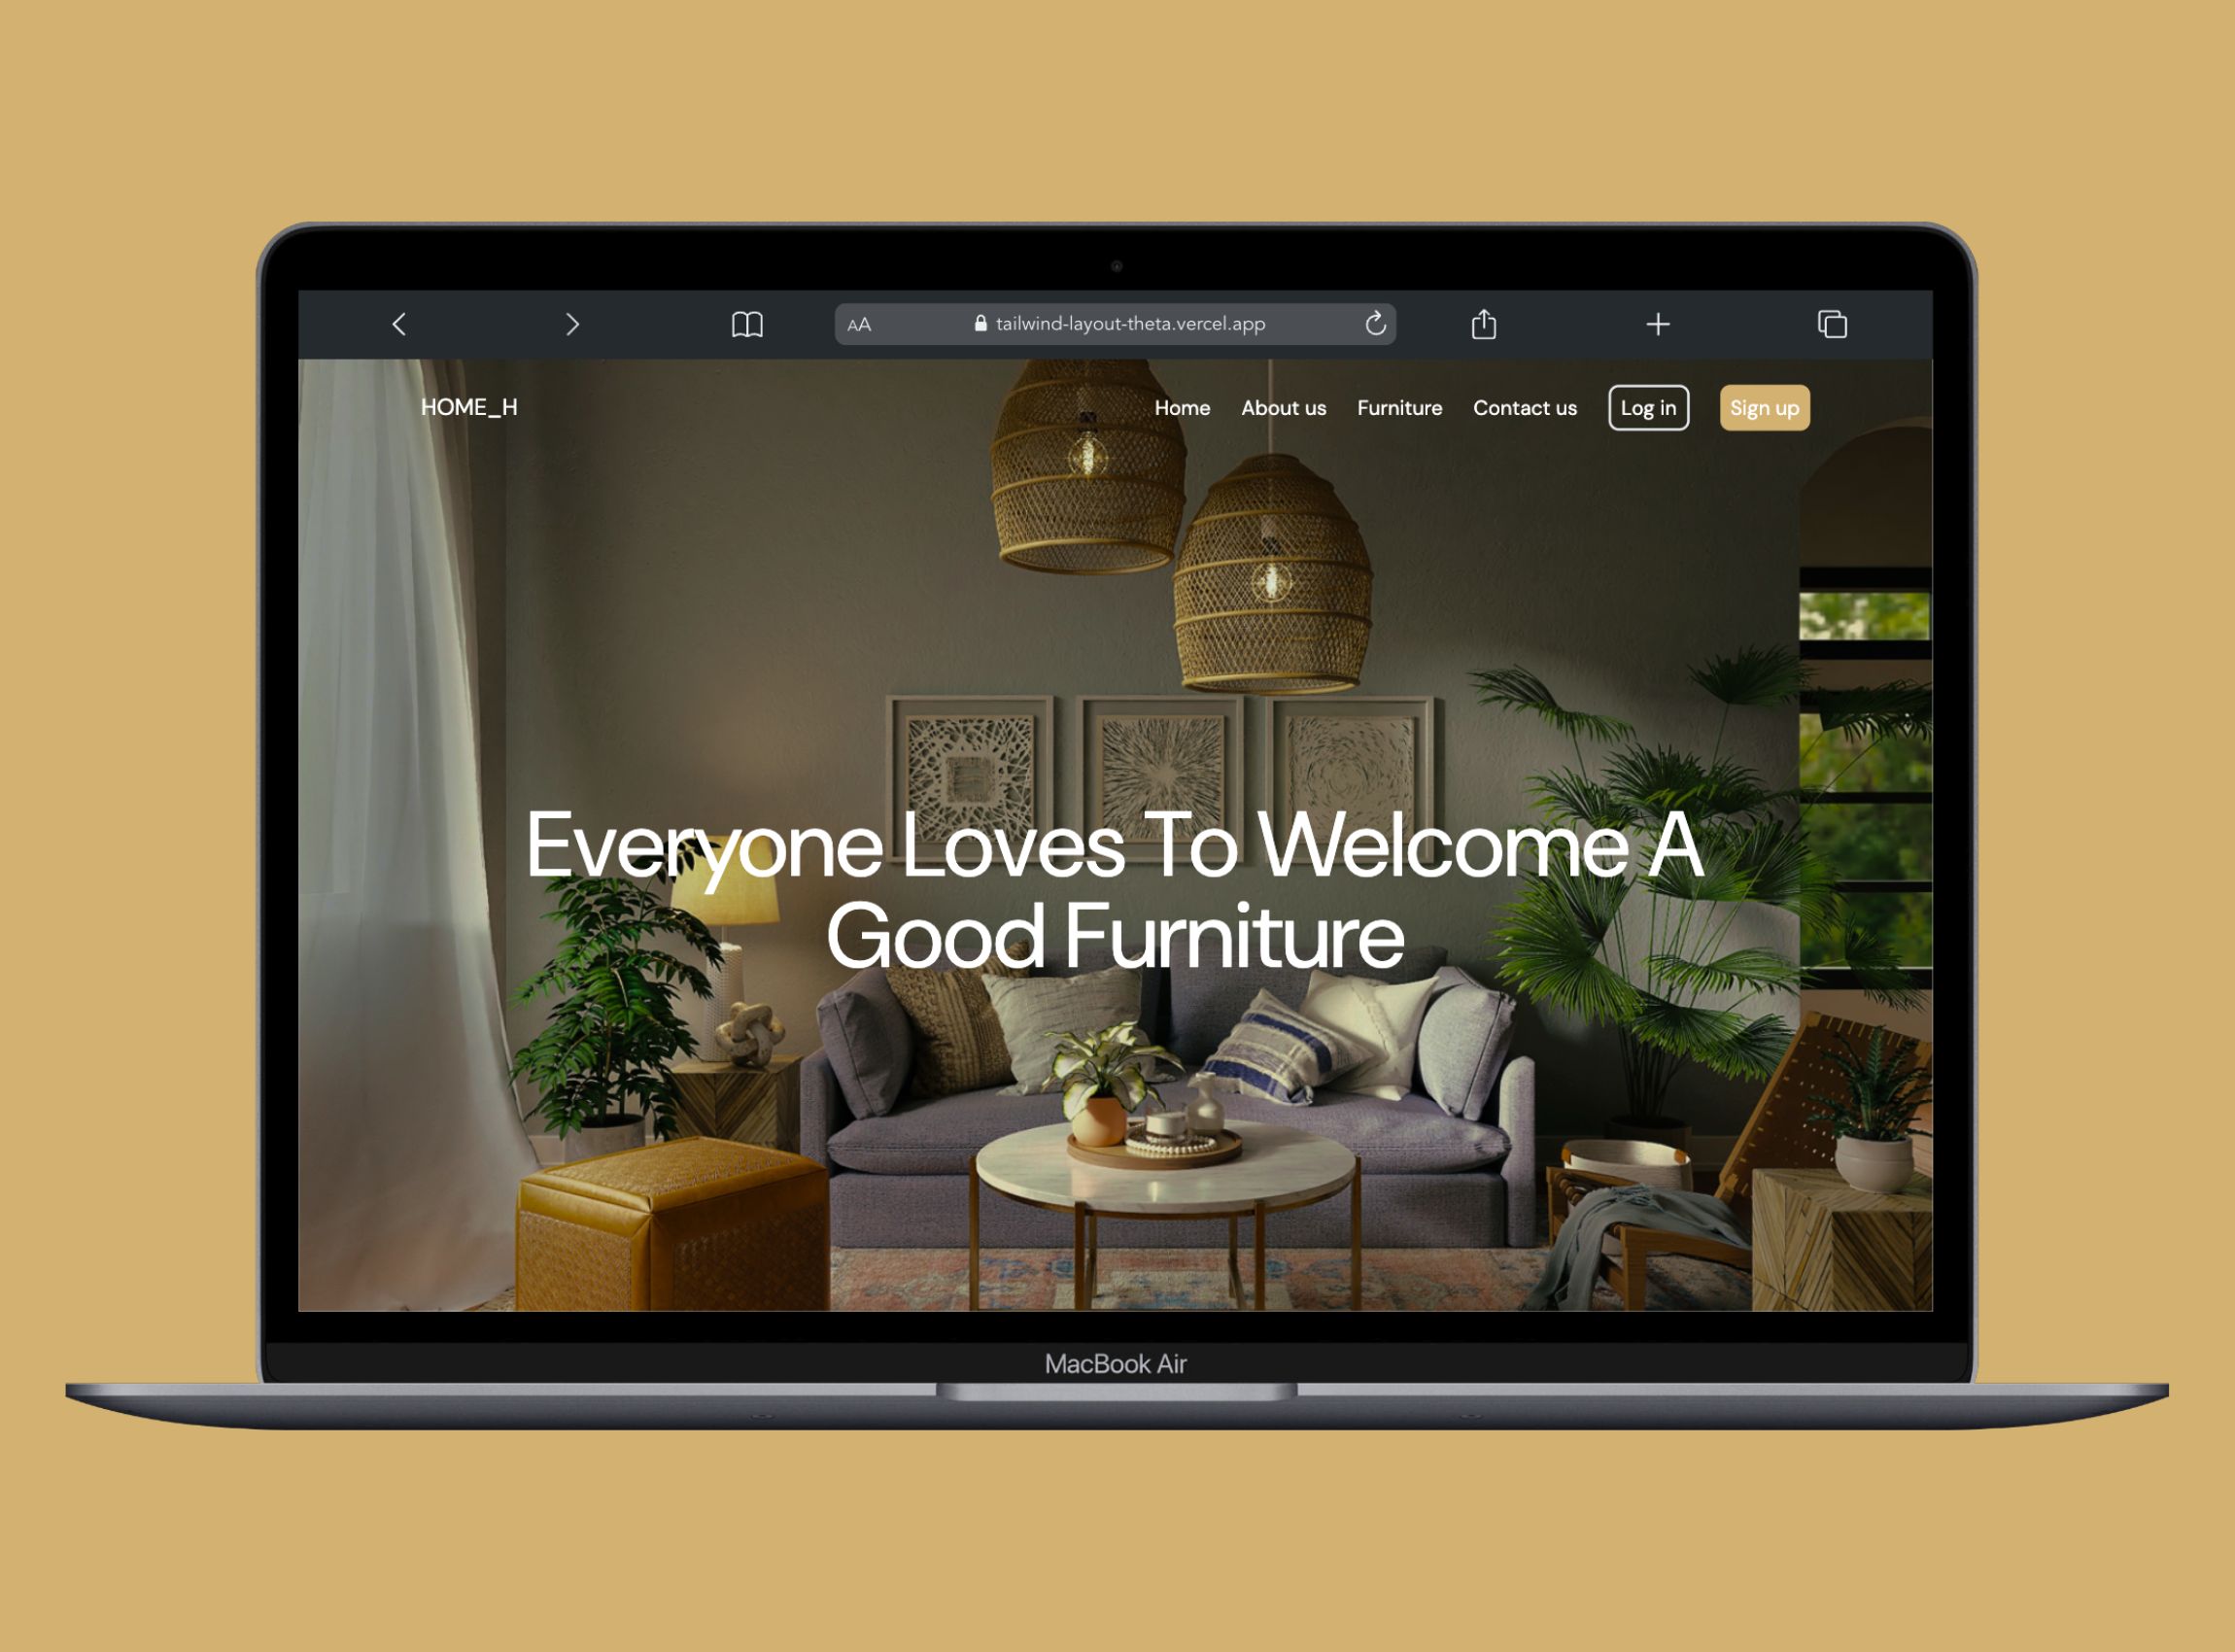 AA tailwind-layout-theta.vercel.app
HOME_H Home About us Furniture Contact us Log in Sign up
Everyone Loves To Welcome A
Good Furniture
MacBook Air